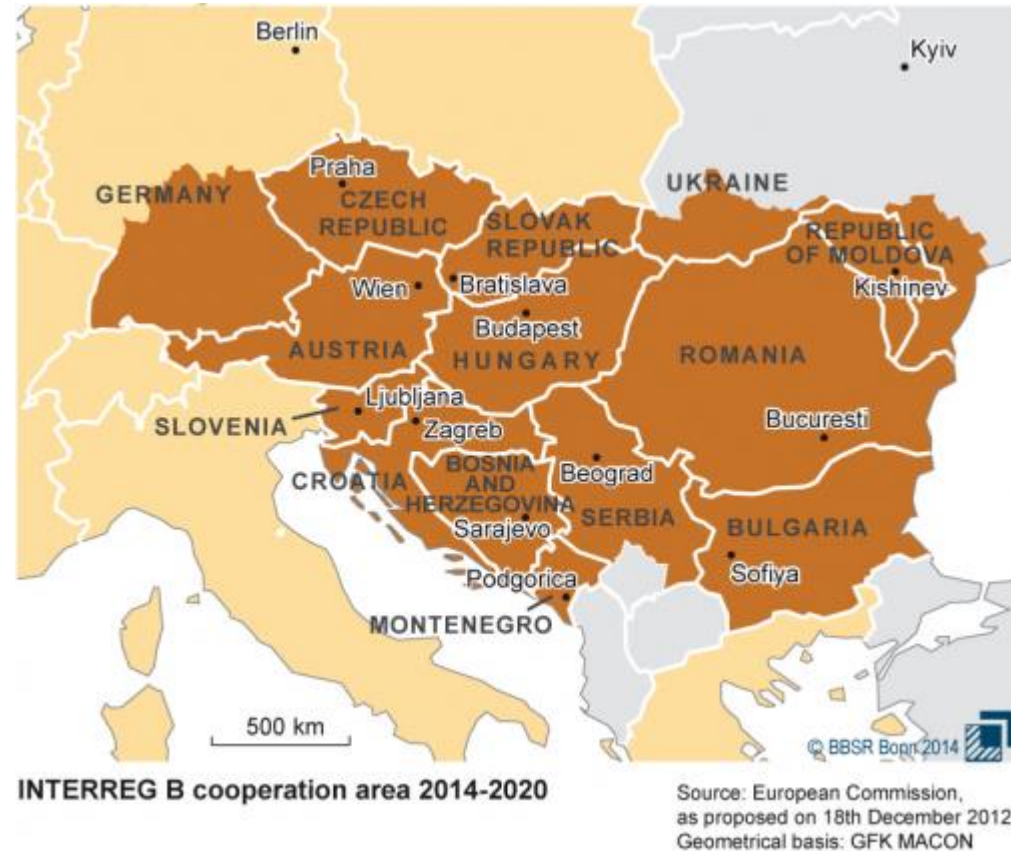 Berlin
Kyiv
Praha
GERMANY
UKRAINE
CZECH
REPUBLIC
SLOVAK
REPUBLIC
REPUBLIC
OF MOLDOVA
Kishinev
Wien
Bratislava
Budapest
AUSTRIA
HUNGARY
ROMANIA
Ljubljana
SLOVENIA
Zagreb
Bucuresti
CROATIA
BOSNIA
AND
HERZEGOVINA
Beograd
Sarajevo
SERBIA
BULGARIA
Sofiya
Podgorica
MONTENEGRO
500 km
© BBSR Bonn 2014
INTERREG B cooperation area 2014-2020
Source: European Commission,
as proposed on 18th December 2012
Geometrical basis: GFK MACON